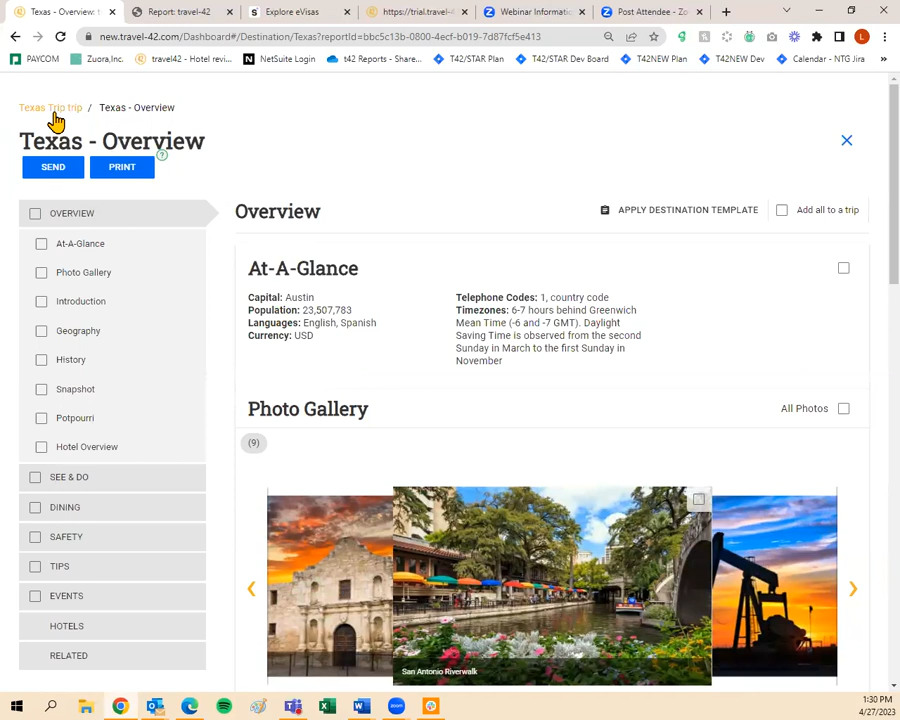 Texas - Overview - travel
Report: travel-42
Explore eVisas
https://trial.travel-4
Webinar Informatio
Post Attendee - Zo
new.travel-42.com/Dashboard#/Destination/Texas?reportId=bbc5c13b-0800-4ecf-b019-7d87fcf5e413
PAYCOM
Zuora,Inc.
travel42 - Hotel revi...
NetSuite Login
t42 Reports - Share...
T42/STAR Plan
T42/STAR Dev Board
T42NEW Plan
T42NEW Dev
Calendar - NTG Jira
Texas Trip trip / Texas - Overview
Texas - Overview
SEND PRINT ?
OVERVIEW
At-A-Glance
Photo Gallery
Introduction
Geography
History
Snapshot
Potpourri
Hotel Overview
SEE & DO
DINING
SAFETY
TIPS
EVENTS
HOTELS
RELATED
Overview
APPLY DESTINATION TEMPLATE
Add all to a trip
At-A-Glance
Capital: Austin
Population: 23,507,783
Languages: English, Spanish
Currency: USD
Telephone Codes: 1, country code
Timezones: 6-7 hours behind Greenwich
Mean Time (-6 and -7 GMT). Daylight
Saving Time is observed from the second
Sunday in March to the first Sunday in
November
Photo Gallery
All Photos
(9)
San Antonio Riverwalk
1:30 PM
4/27/2023